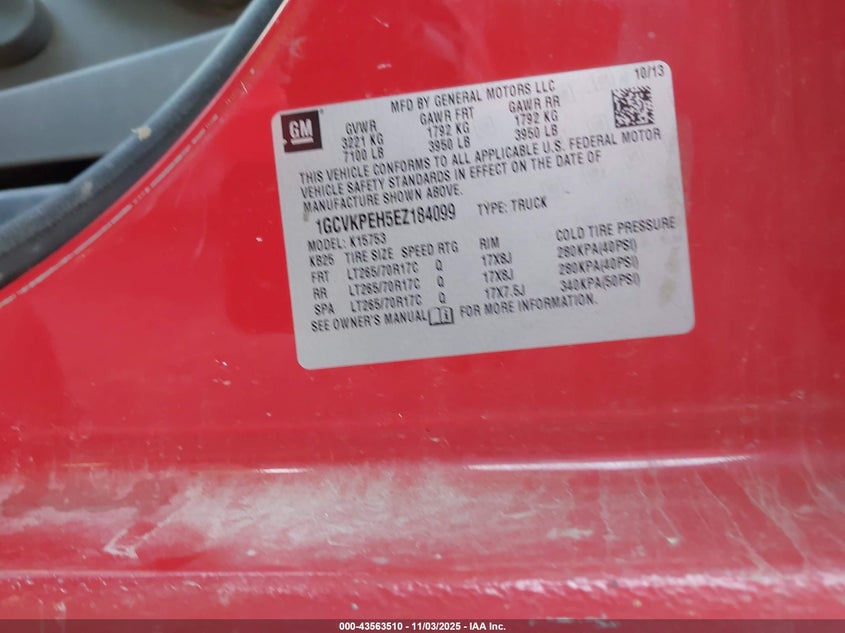 10/13
MFD BY GENERAL MOTORS LLC
GM
GVWR GAWR FRT GAWR RR
3221 KG 1792 KG 1792 KG
7100 LB 3950 LB 3950 LB
THIS VEHICLE CONFORMS TO ALL APPLICABLE U.S. FEDERAL MOTOR
VEHICLE SAFETY STANDARDS IN EFFECT ON THE DATE OF
MANUFACTURE SHOWN ABOVE.
1GCVKPEH5EZ184099 TYPE: TRUCK
MODEL: K15753
K825 TIRE SIZE SPEED RTG RIM COLD TIRE PRESSURE
FRT LT265/70R17C Q 17X8J 280KPA(40PSI)
RR LT265/70R17C Q 17X8J 280KPA(40PSI)
SPA LT265/70R17C Q 17X7.5J 340KPA(50PSI)
SEE OWNER'S MANUAL FOR MORE INFORMATION.
000-43563510 - 11/03/2025 - IAA Inc.